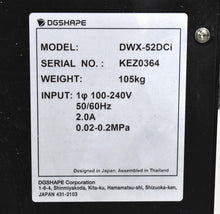 DGSHAPE
MODEL: DWX-52DCi
SERIAL NO. : KEZ0364
WEIGHT: 105kg
INPUT: 1φ 100-240V
50/60Hz
2.0A
0.02-0.2MPa
Designed in Japan, Assembled in Thailand
DGSHAPE Corporation
1-6-4, Shinmiyakoda, Kita-ku, Hamamatsu-shi, Shizuoka-ken,
JAPAN 431-2103